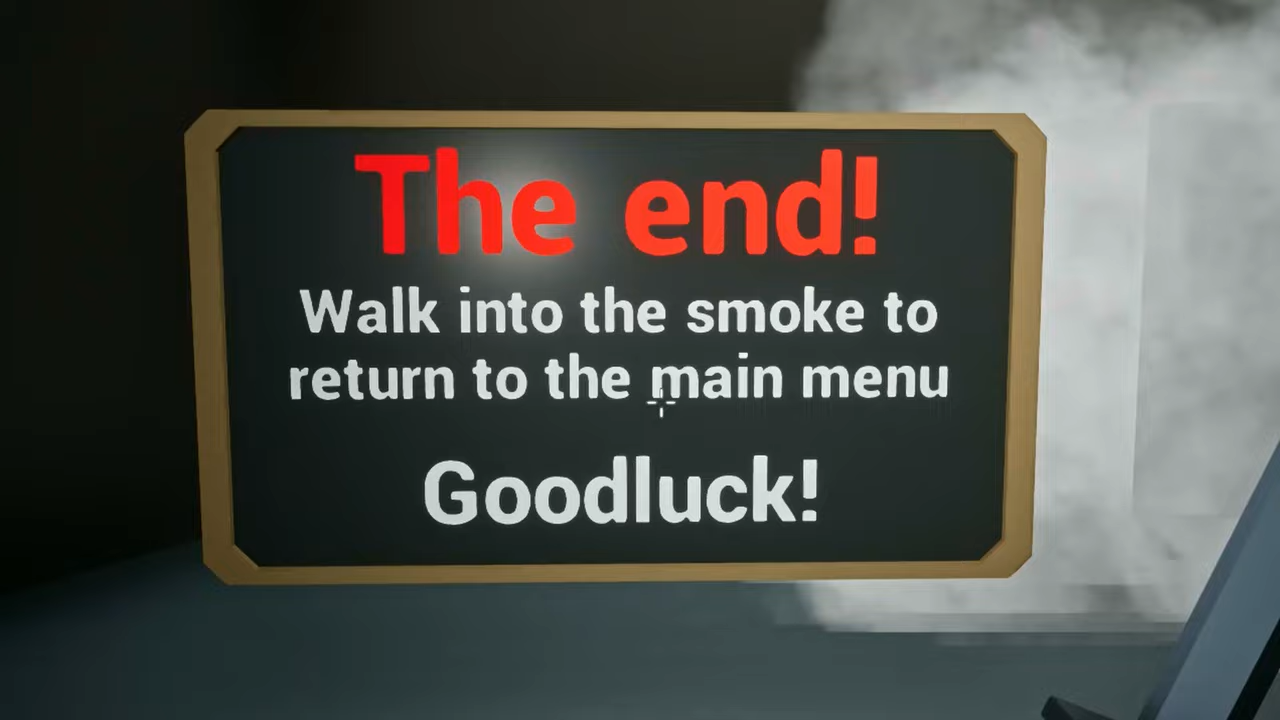 The end!
Walk into the smoke to
return to the main menu
Goodluck!